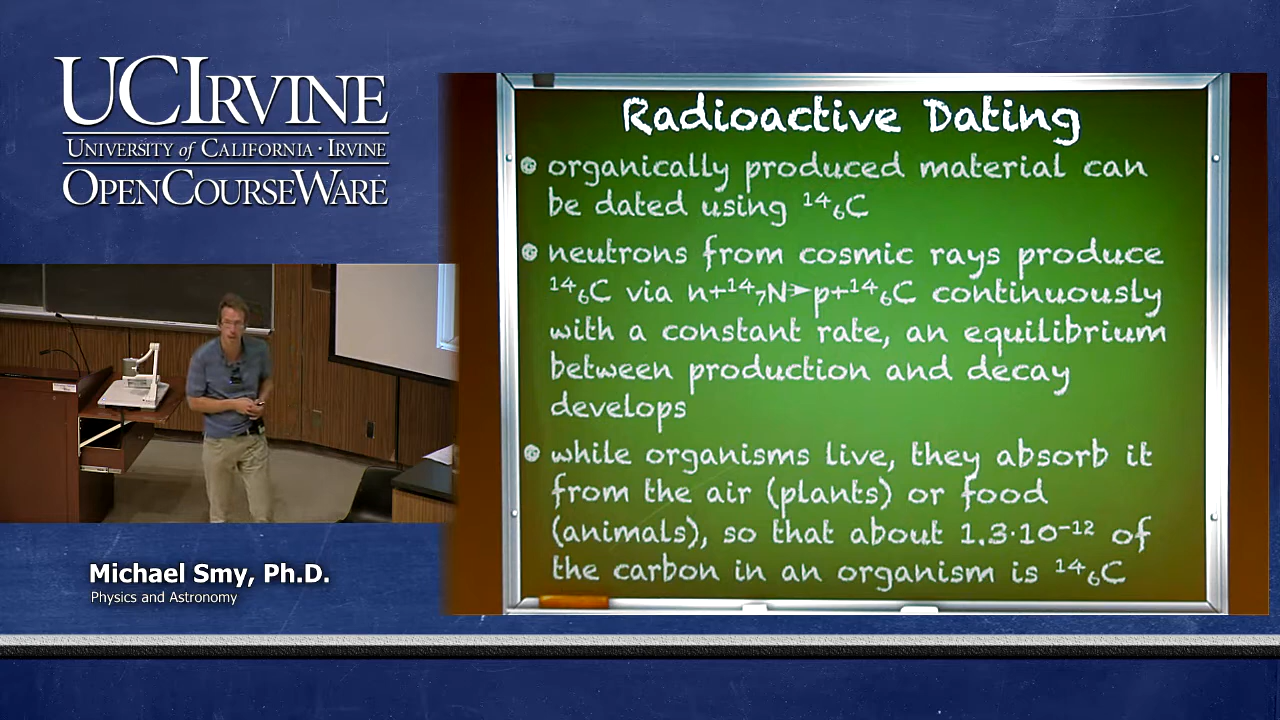 UCIRVINE
UNIVERSITY of CALIFORNIA · IRVINE
OPENCOURSEWARE
Michael Smy, Ph.D.
Physics and Astronomy
Radioactive Dating
organically produced material can
be dated using ¹⁴₆C
neutrons from cosmic rays produce
¹⁴₆C via n+¹⁴₇N➛p+¹⁴₆C continuously
with a constant rate, an equilibrium
between production and decay
develops
while organisms live, they absorb it
from the air (plants) or food
(animals), so that about 1.3·10⁻¹² of
the carbon in an organism is ¹⁴₆C